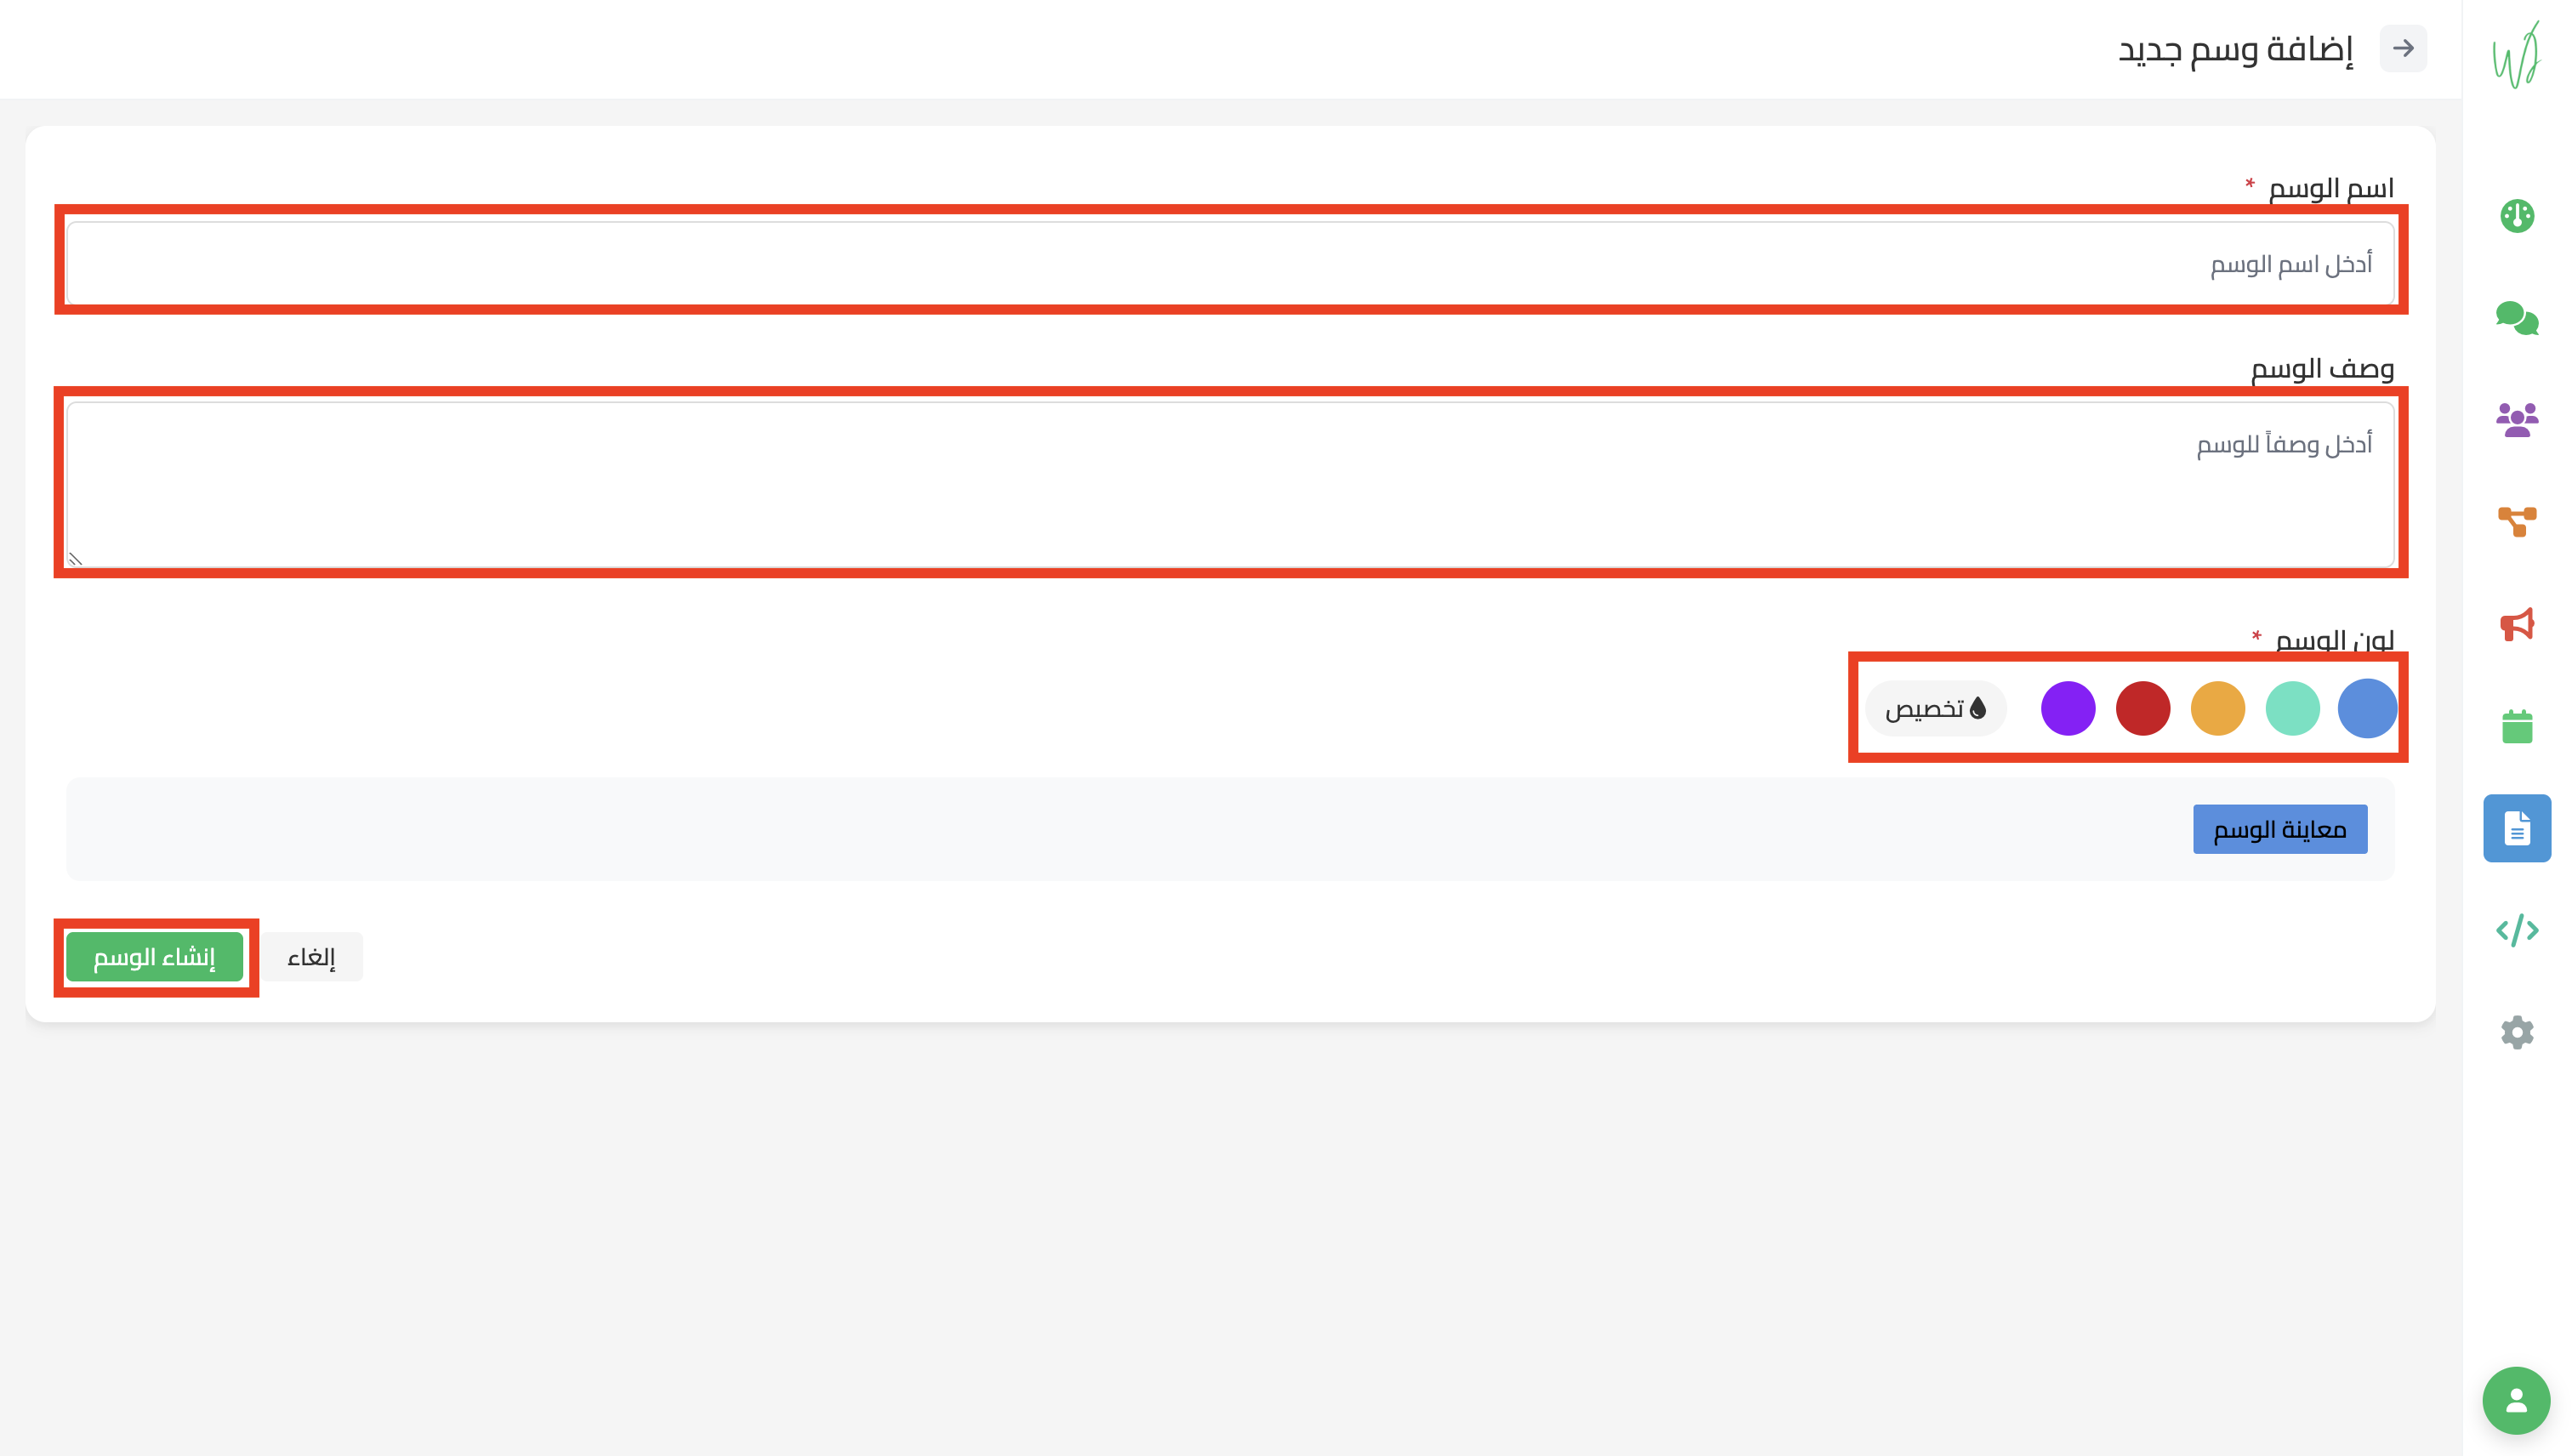 إضافة وسم جديد
اسم الوسم *
أدخل اسم الوسم
وصف الوسم
أدخل وصفاً للوسم
لون الوسم *
تخصيص
معاينة الوسم
إلغاء
إنشاء الوسم